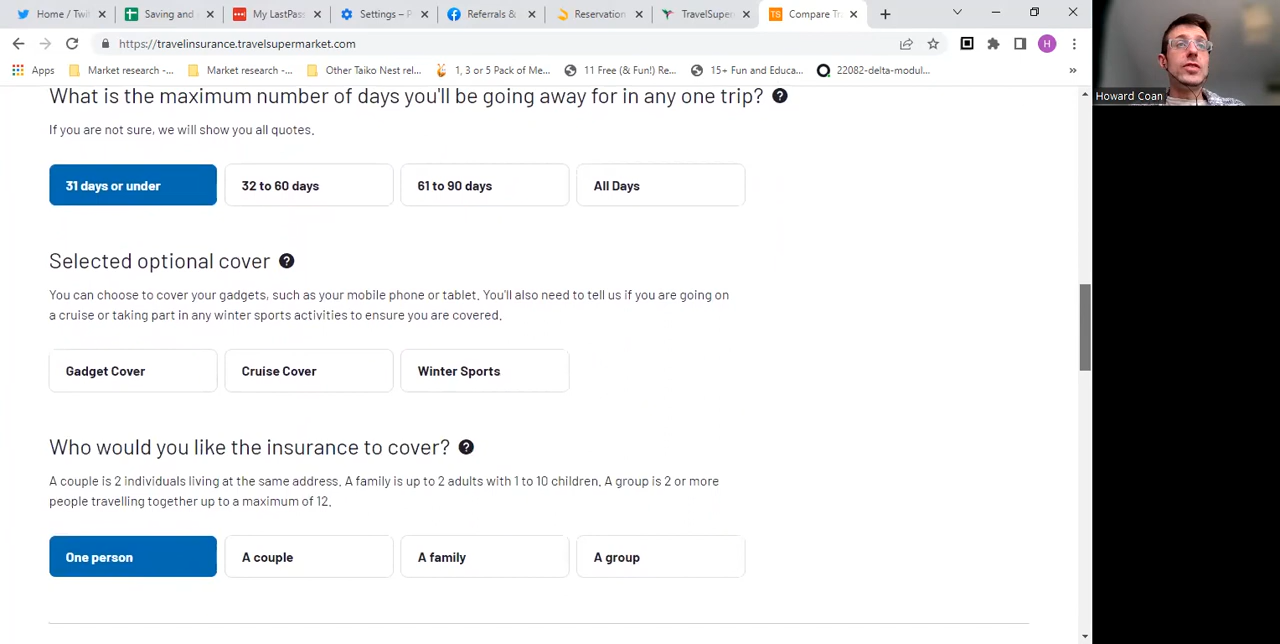 Home / Twi
Saving and
My LastPass
Settings – P
Referrals &
Reservation
TravelSuper
Compare Tr
https://travelinsurance.travelsupermarket.com
H
Apps
Market research -...
Market research -...
Other Taiko Nest rel...
1, 3 or 5 Pack of Me...
11 Free (& Fun!) Re...
15+ Fun and Educa...
22082-delta-modul...
»
Howard Coan
What is the maximum number of days you'll be going away for in any one trip? ?
If you are not sure, we will show you all quotes.
31 days or under
32 to 60 days
61 to 90 days
All Days
Selected optional cover ?
You can choose to cover your gadgets, such as your mobile phone or tablet. You'll also need to tell us if you are going on
a cruise or taking part in any winter sports activities to ensure you are covered.
Gadget Cover
Cruise Cover
Winter Sports
Who would you like the insurance to cover? ?
A couple is 2 individuals living at the same address. A family is up to 2 adults with 1 to 10 children. A group is 2 or more
people travelling together up to a maximum of 12.
One person
A couple
A family
A group